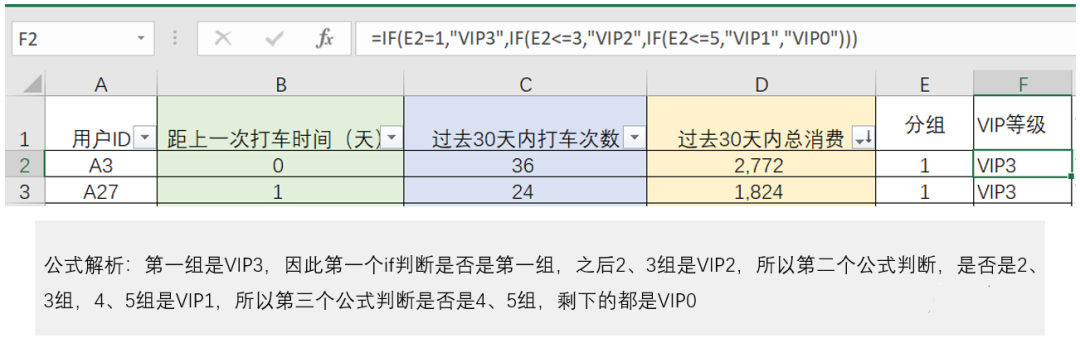 F2 fx =IF(E2=1,"VIP3",IF(E2<=3,"VIP2",IF(E2<=5,"VIP1","VIP0")))
A B C D E F
1 用户ID 距上一次打车时间（天） 过去30天内打车次数 过去30天内总消费 分组 VIP等级
2 A3 0 36 2,772 1 VIP3
3 A27 1 24 1,824 1 VIP3
公式解析：第一组是VIP3，因此第一个if判断是否是第一组，之后2、3组是VIP2，所以第二个公式判断，是否是2、
3组，4、5组是VIP1，所以第三个公式判断是否是4、5组，剩下的都是VIP0